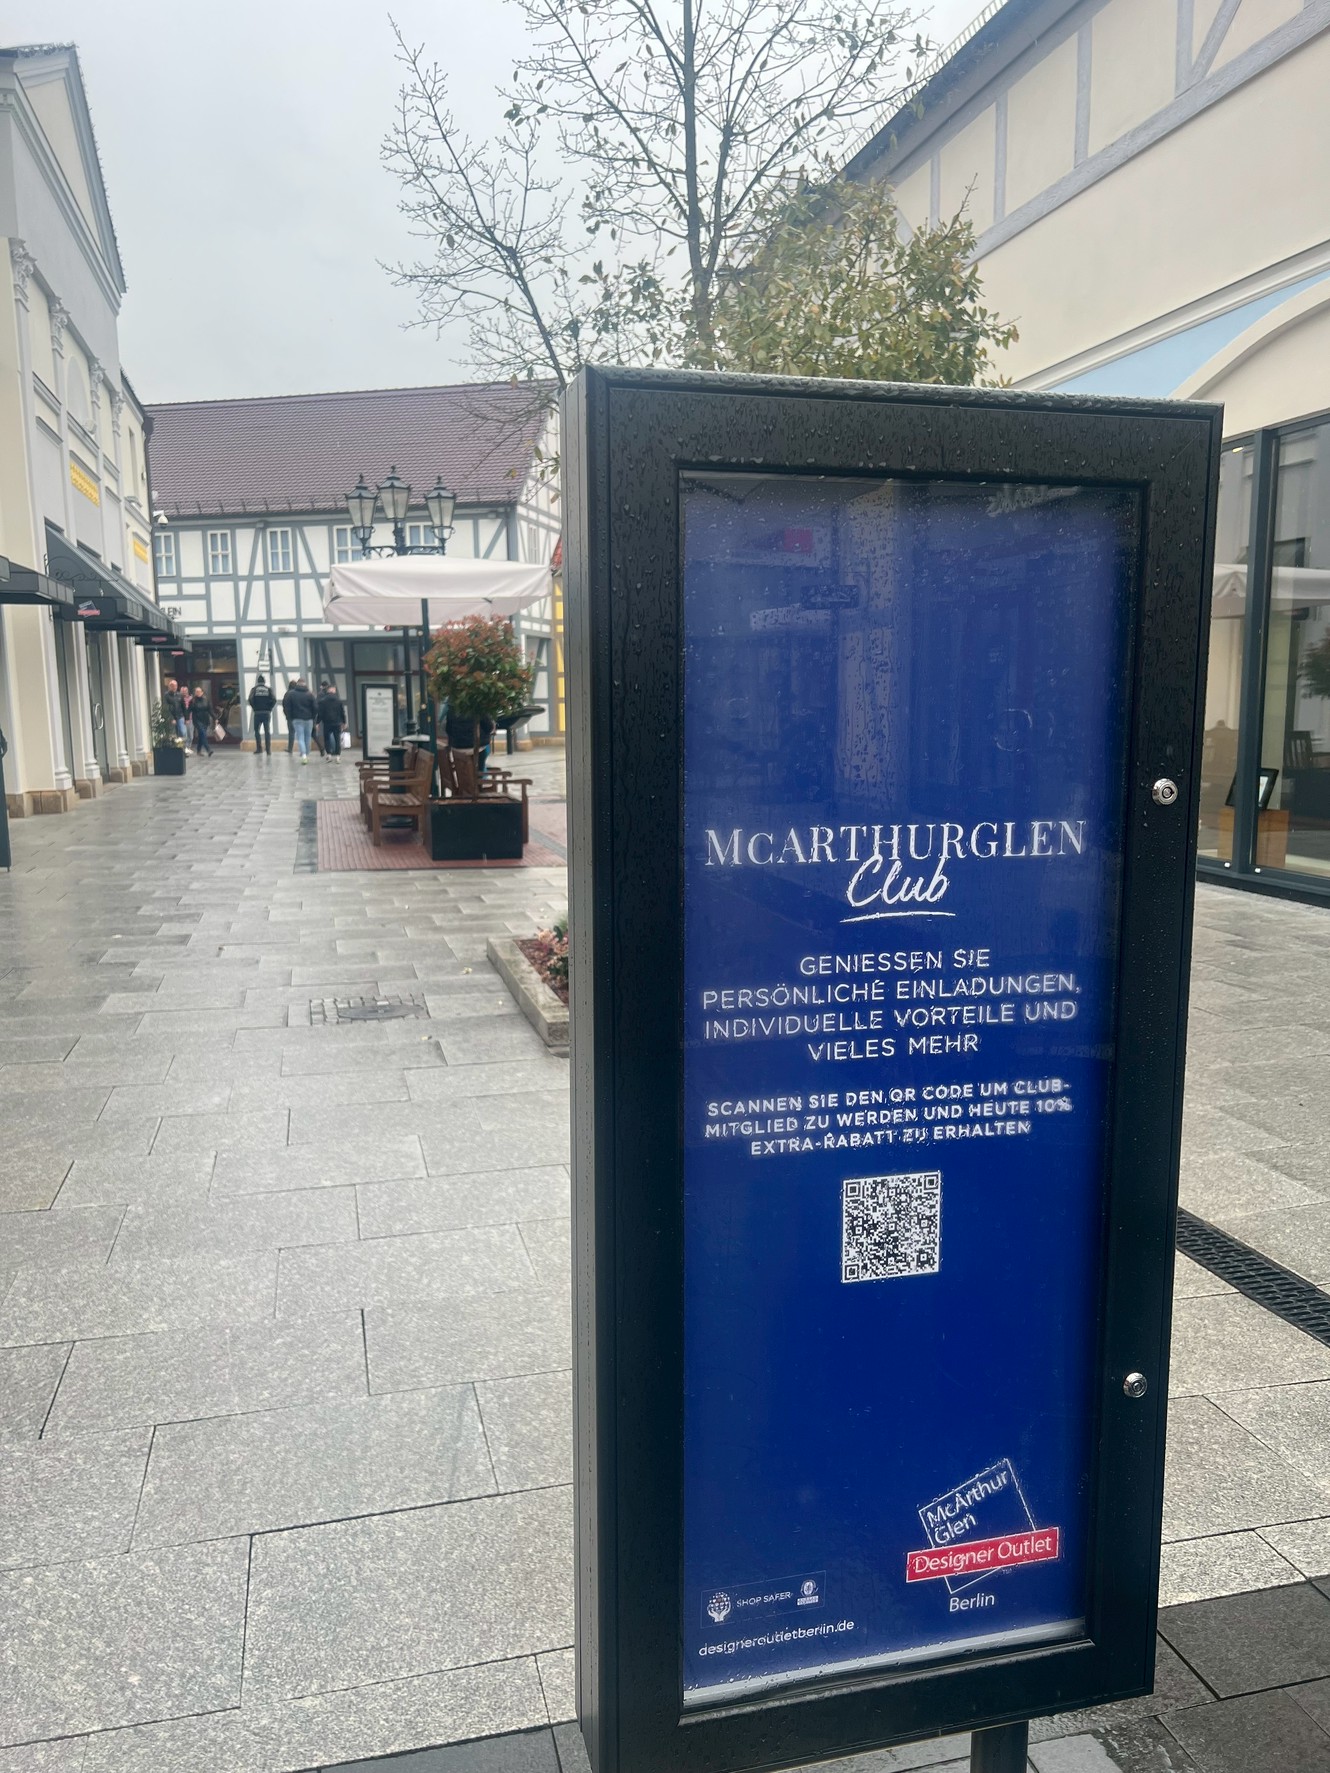 McARTHURGLEN
Club
GENIESSEN SIE
PERSÖNLICHE EINLADUNGEN,
INDIVIDUELLE VORTEILE UND
VIELES MEHR
SCANNEN SIE DEN QR CODE UM CLUB-
MITGLIED ZU WERDEN UND HEUTE 10%
EXTRA-RABATT ZU ERHALTEN
McArthur
Glen
Designer Outlet
Berlin
SHOP SAFER
designeroutletberlin.de